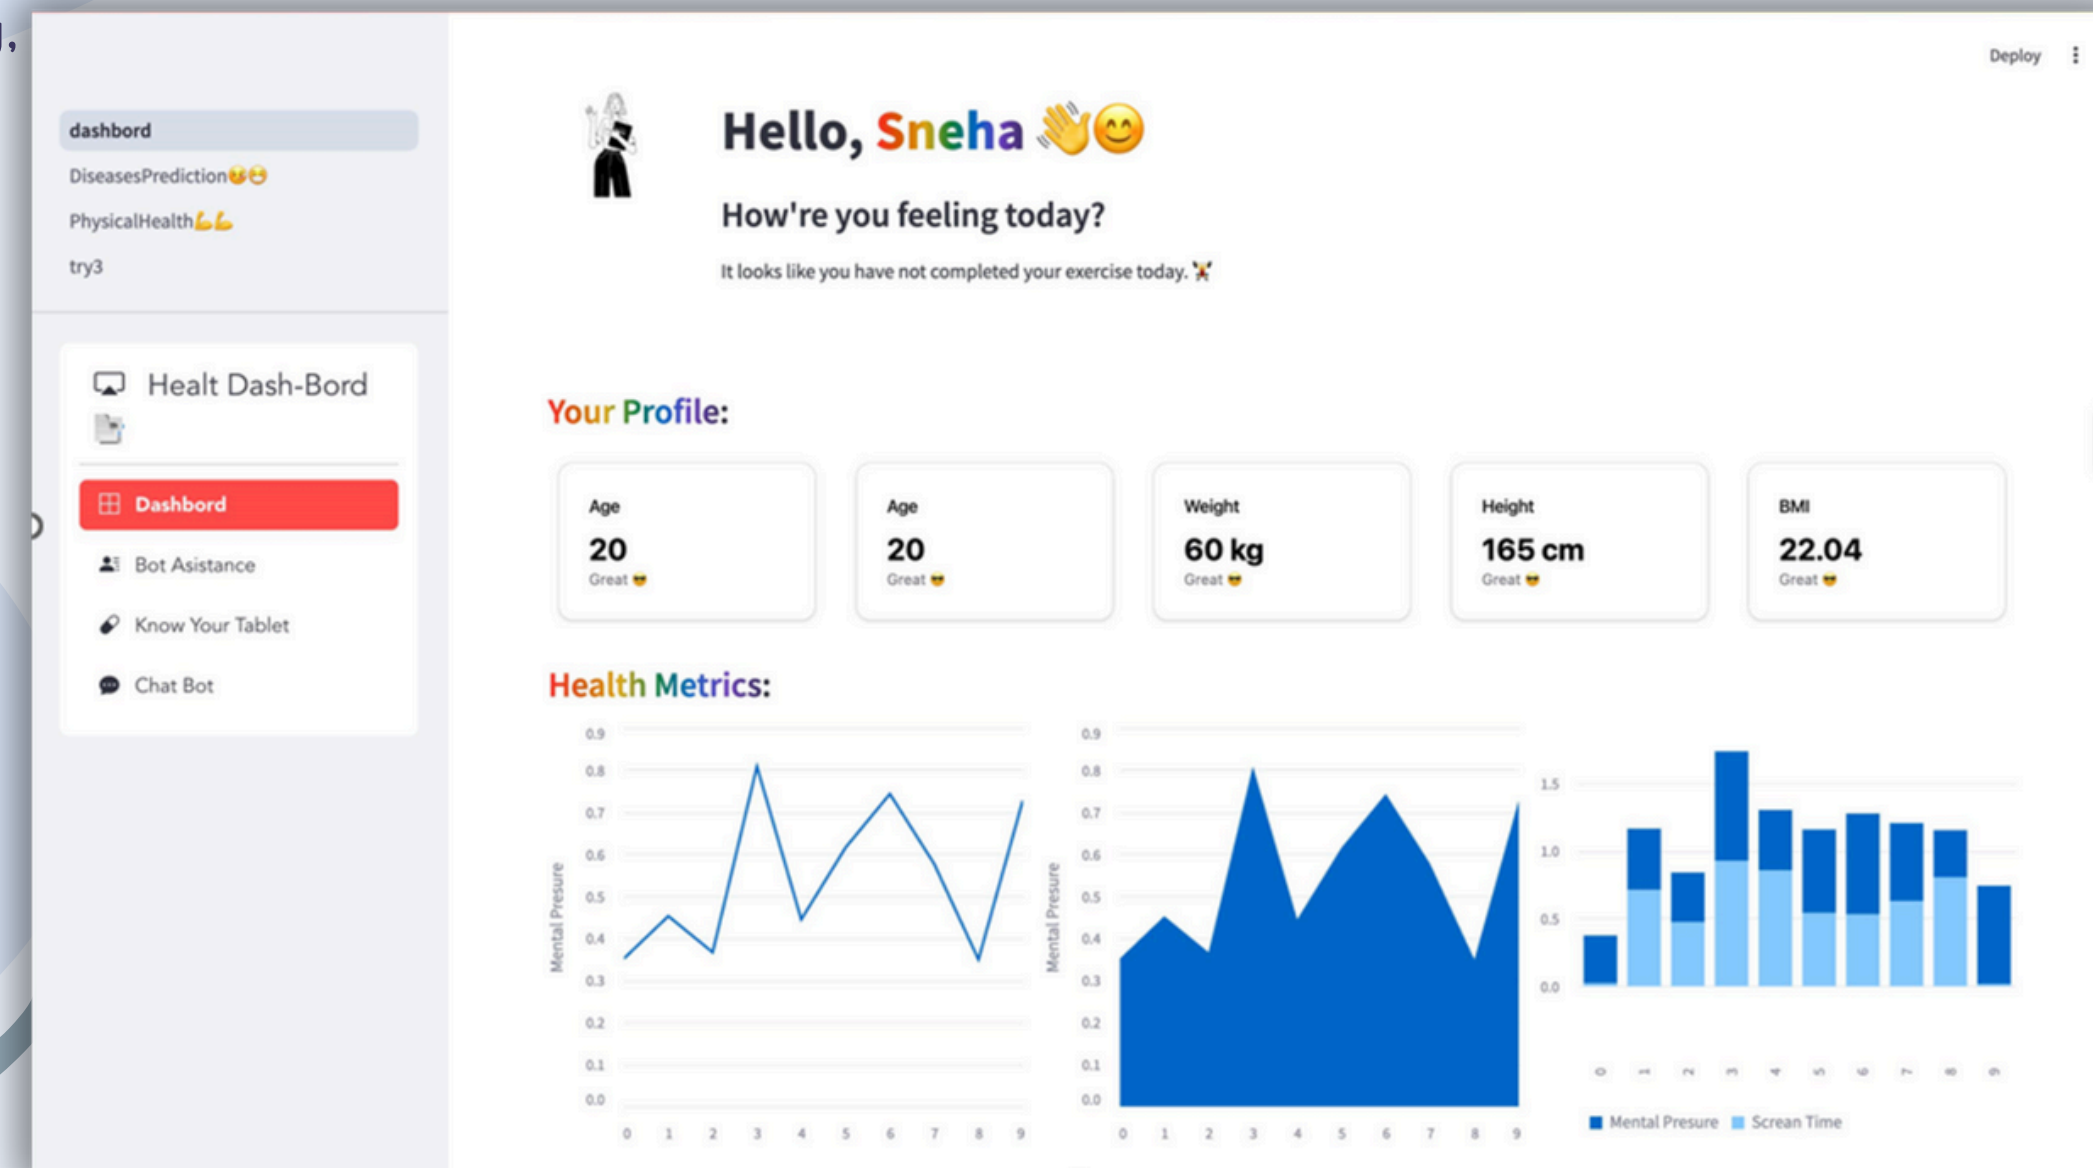 Deploy
dashbord
DiseasesPrediction
PhysicalHealth
try3
Healt Dash-Bord
Dashbord
Bot Asistance
Know Your Tablet
Chat Bot
Hello, Sneha 👋😊
How're you feeling today?
It looks like you have not completed your exercise today.
Your Profile:
Age
20
Great 😎
Age
20
Great 😎
Weight
60 kg
Great 😎
Height
165 cm
Great 😎
BMI
22.04
Great 😎
Health Metrics:
Mental Presure
0.9
0.8
0.7
0.6
0.5
0.4
0.3
0.2
0.1
0.0
0 1 2 3 4 5 6 7 8 9
Mental Presure
0.9
0.8
0.7
0.6
0.5
0.4
0.3
0.2
0.1
0.0
0 1 2 3 4 5 6 7 8 9
1.5
1.0
0.5
0.0
0 1 2 3 4 5 6 7 8 9
Mental Presure Screan Time